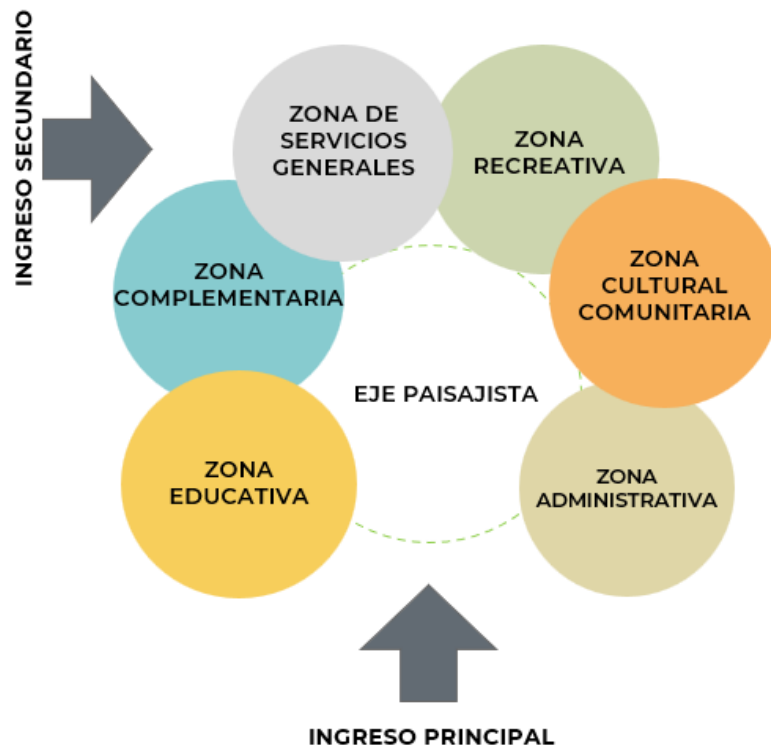 INGRESO SECUNDARIO
ZONA DE
SERVICIOS
GENERALES
ZONA
RECREATIVA
ZONA
COMPLEMENTARIA
ZONA
CULTURAL
COMUNITARIA
EJE PAISAJISTA
ZONA
EDUCATIVA
ZONA
ADMINISTRATIVA
INGRESO PRINCIPAL